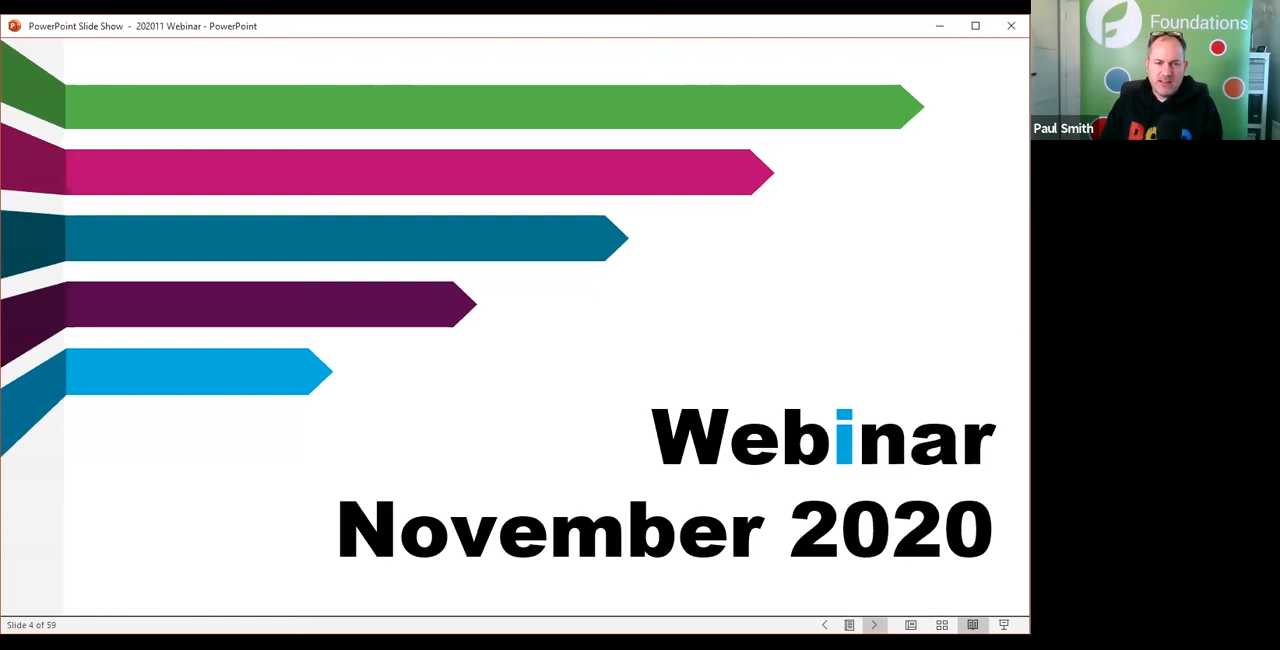 PowerPoint Slide Show - 202011 Webinar - PowerPoint
Foundations
Paul Smith
Webinar
November 2020
Slide 4 of 59